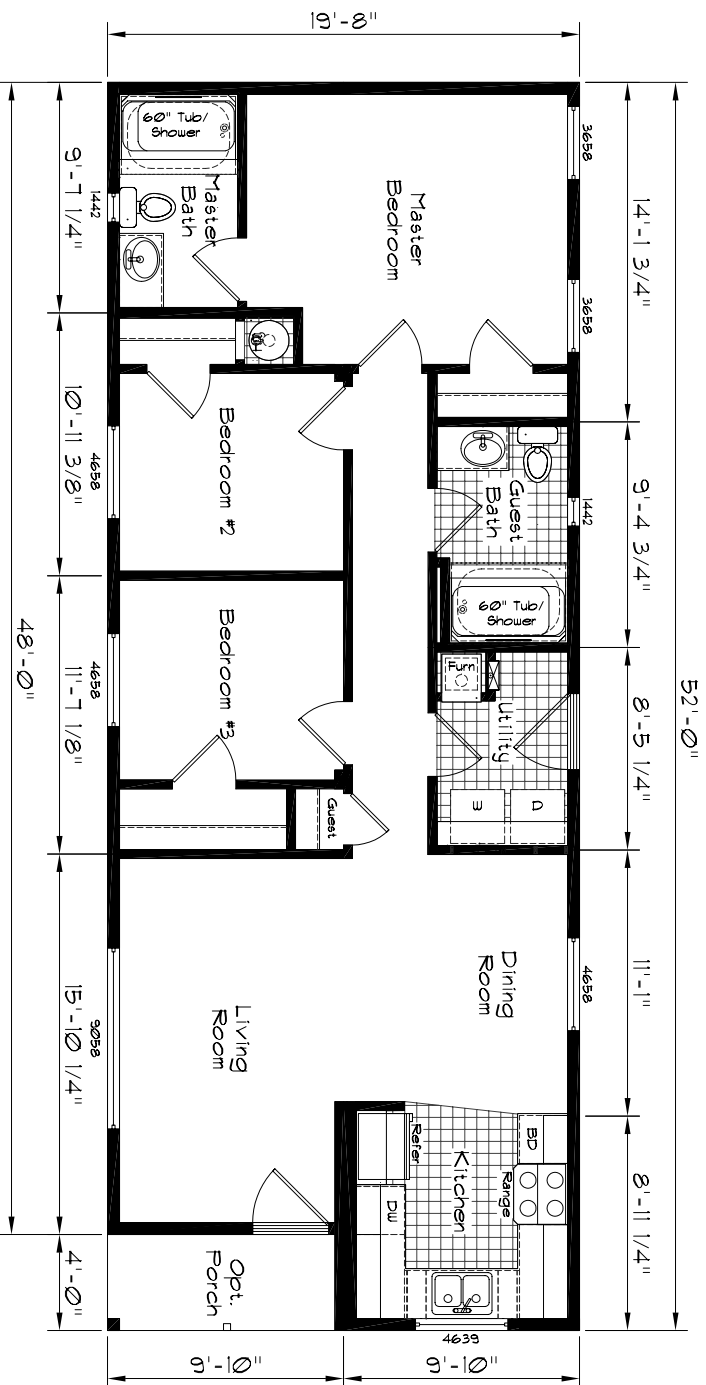 19'-8"
60" Tub/
Shower
Master
Bath
1442
9'-7 1/4"
Master
Bedroom
3658
3658
14'-1 3/4"
WH
Bedroom #2
4658
10'-11 3/8"
Guest
Bath
1442
9'-4 3/4"
60" Tub/
Shower
Bedroom #3
4658
11'-7 1/8"
Furn
Utility
W
D
8'-5 1/4"
48'-0"
52'-0"
Guest
Dining
Room
4658
11'-1"
Living
Room
9058
15'-10 1/4"
Refer
BD
Range
Kitchen
DW
8'-11 1/4"
Opt.
Porch
4'-0"
4639
9'-10"
9'-10"